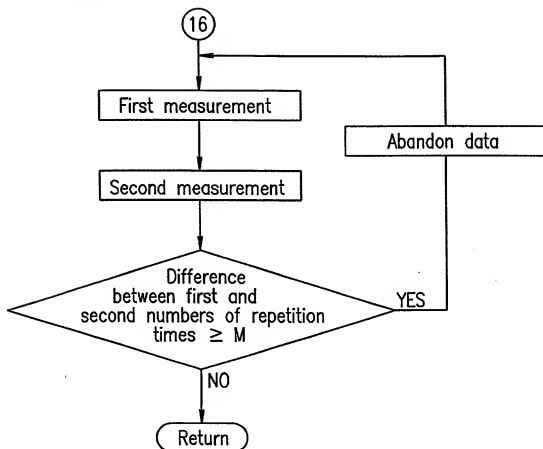 16
First measurement
Abandon data
Second measurement
Difference
between first and
second numbers of repetition
times ≥ M
YES
NO
Return